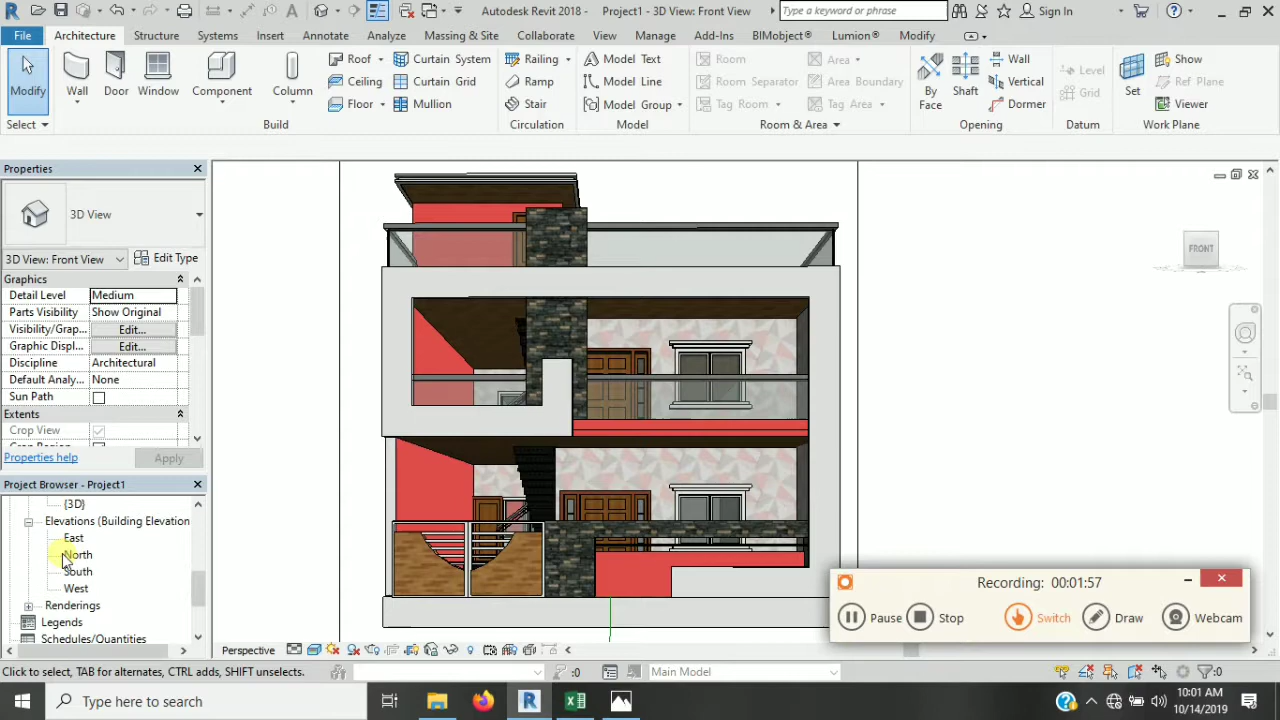 Autodesk Revit 2018 - Project1 - 3D View: Front View
Type a keyword or phrase
Sign In
File Architecture Structure Systems Insert Annotate Analyze Massing & Site Collaborate View Manage Add-Ins BIMobject® Lumion® Modify
Modify Wall Door Window Component Column
Roof Curtain System Railing Model Text Room Area Wall Level Show
Ceiling Curtain Grid Ramp Model Line Room Separator Area Boundary Vertical Grid Ref Plane
Floor Mullion Stair Model Group Tag Room Tag Area By Face Shaft Dormer Set Viewer
Select Build Circulation Model Room & Area Opening Datum Work Plane
Properties
3D View
3D View: Front View Edit Type
Graphics
Detail Level Medium
Parts Visibility Show Original
Visibility/Grap... Edit...
Graphic Displ... Edit...
Discipline Architectural
Default Analy... None
Sun Path
Extents
Crop View
Properties help Apply
Project Browser - Project1
{3D}
Elevations (Building Elevation
East
North
South
West
Renderings
Legends
Schedules/Quantities
FRONT
Recording: 00:01:57
Pause Stop Switch Draw Webcam
Perspective
Click to select, TAB for alternates, CTRL adds, SHIFT unselects.
:0
Main Model
:0
Type here to search
10:01 AM
10/14/2019